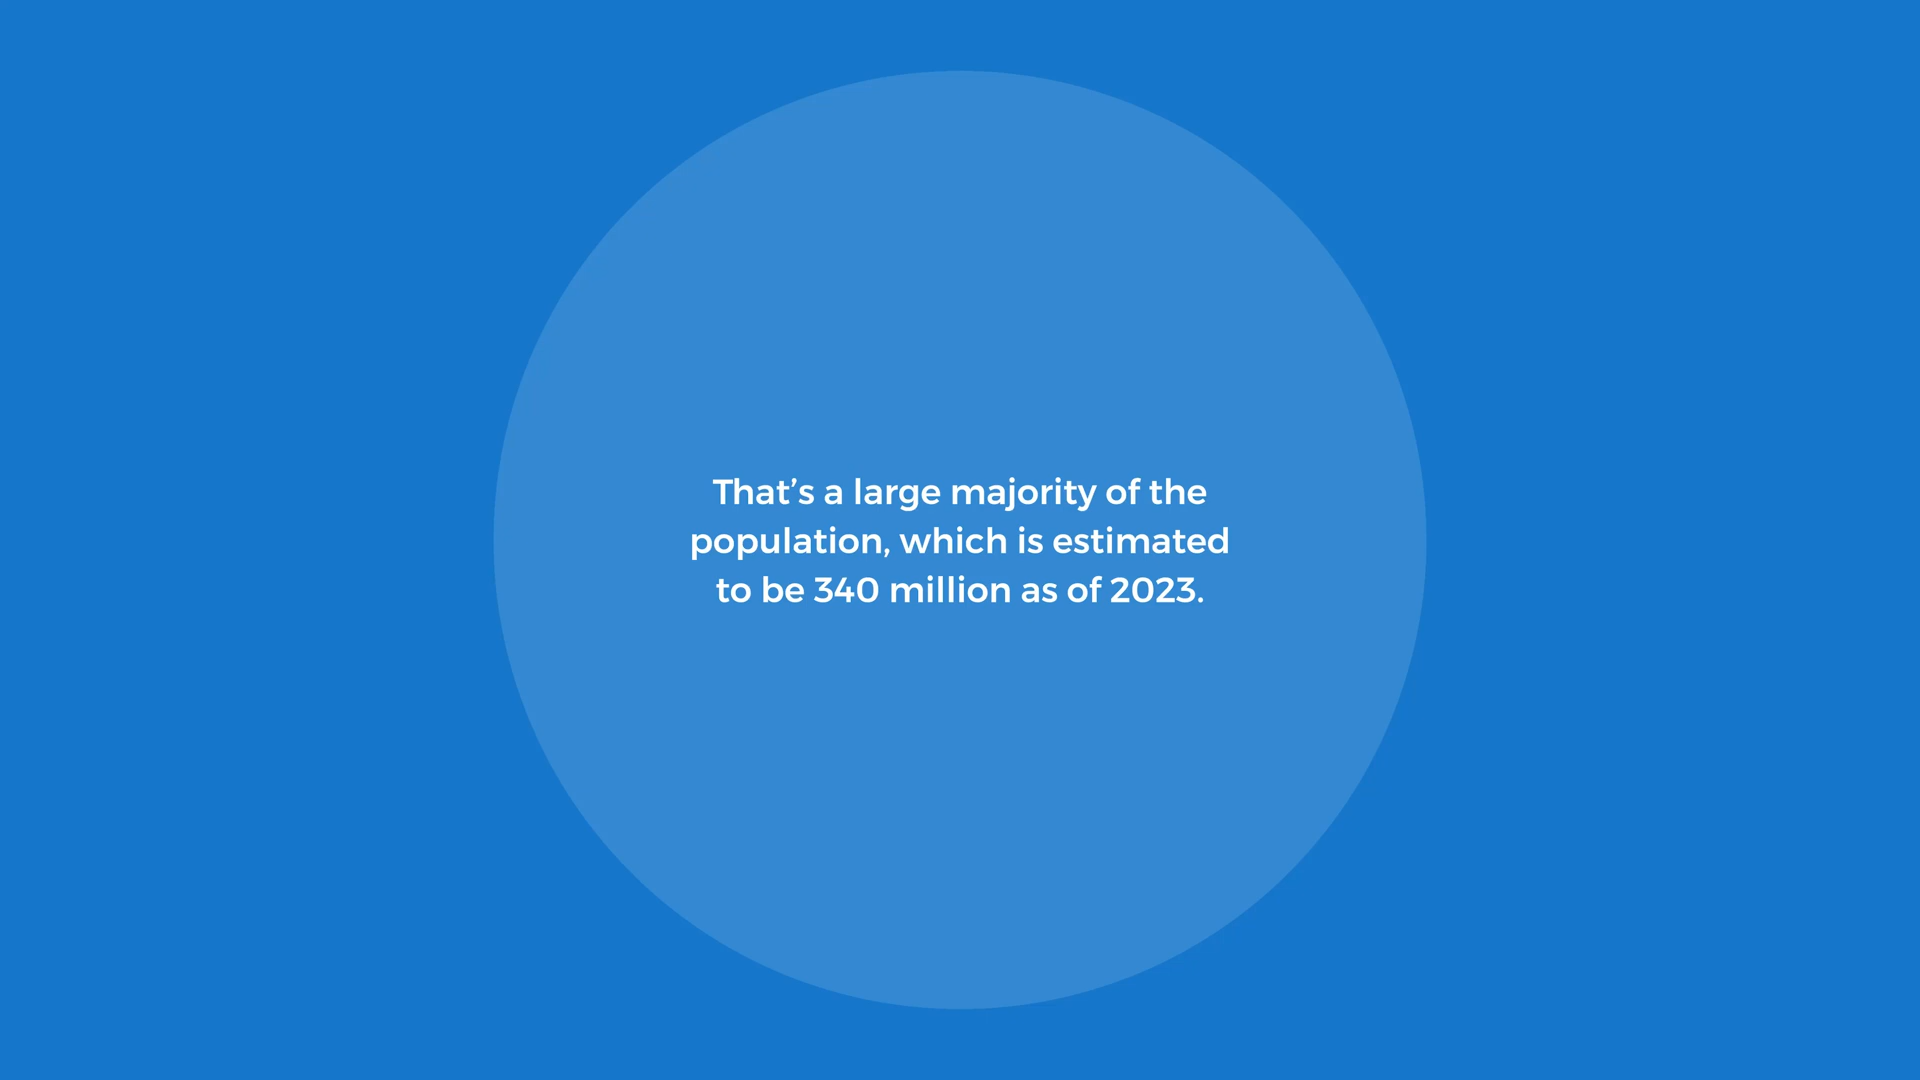 That’s a large majority of the
population, which is estimated
to be 340 million as of 2023.